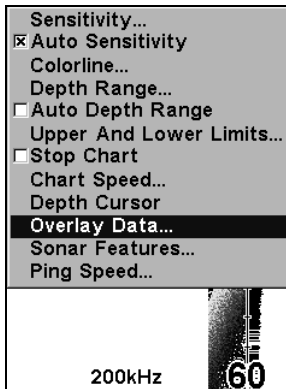 Sensitivity...
Auto Sensitivity
Colorline...
Depth Range...
Auto Depth Range
Upper And Lower Limits...
Stop Chart
Chart Speed...
Depth Cursor
Overlay Data...
Sonar Features...
Ping Speed...
200kHz 60